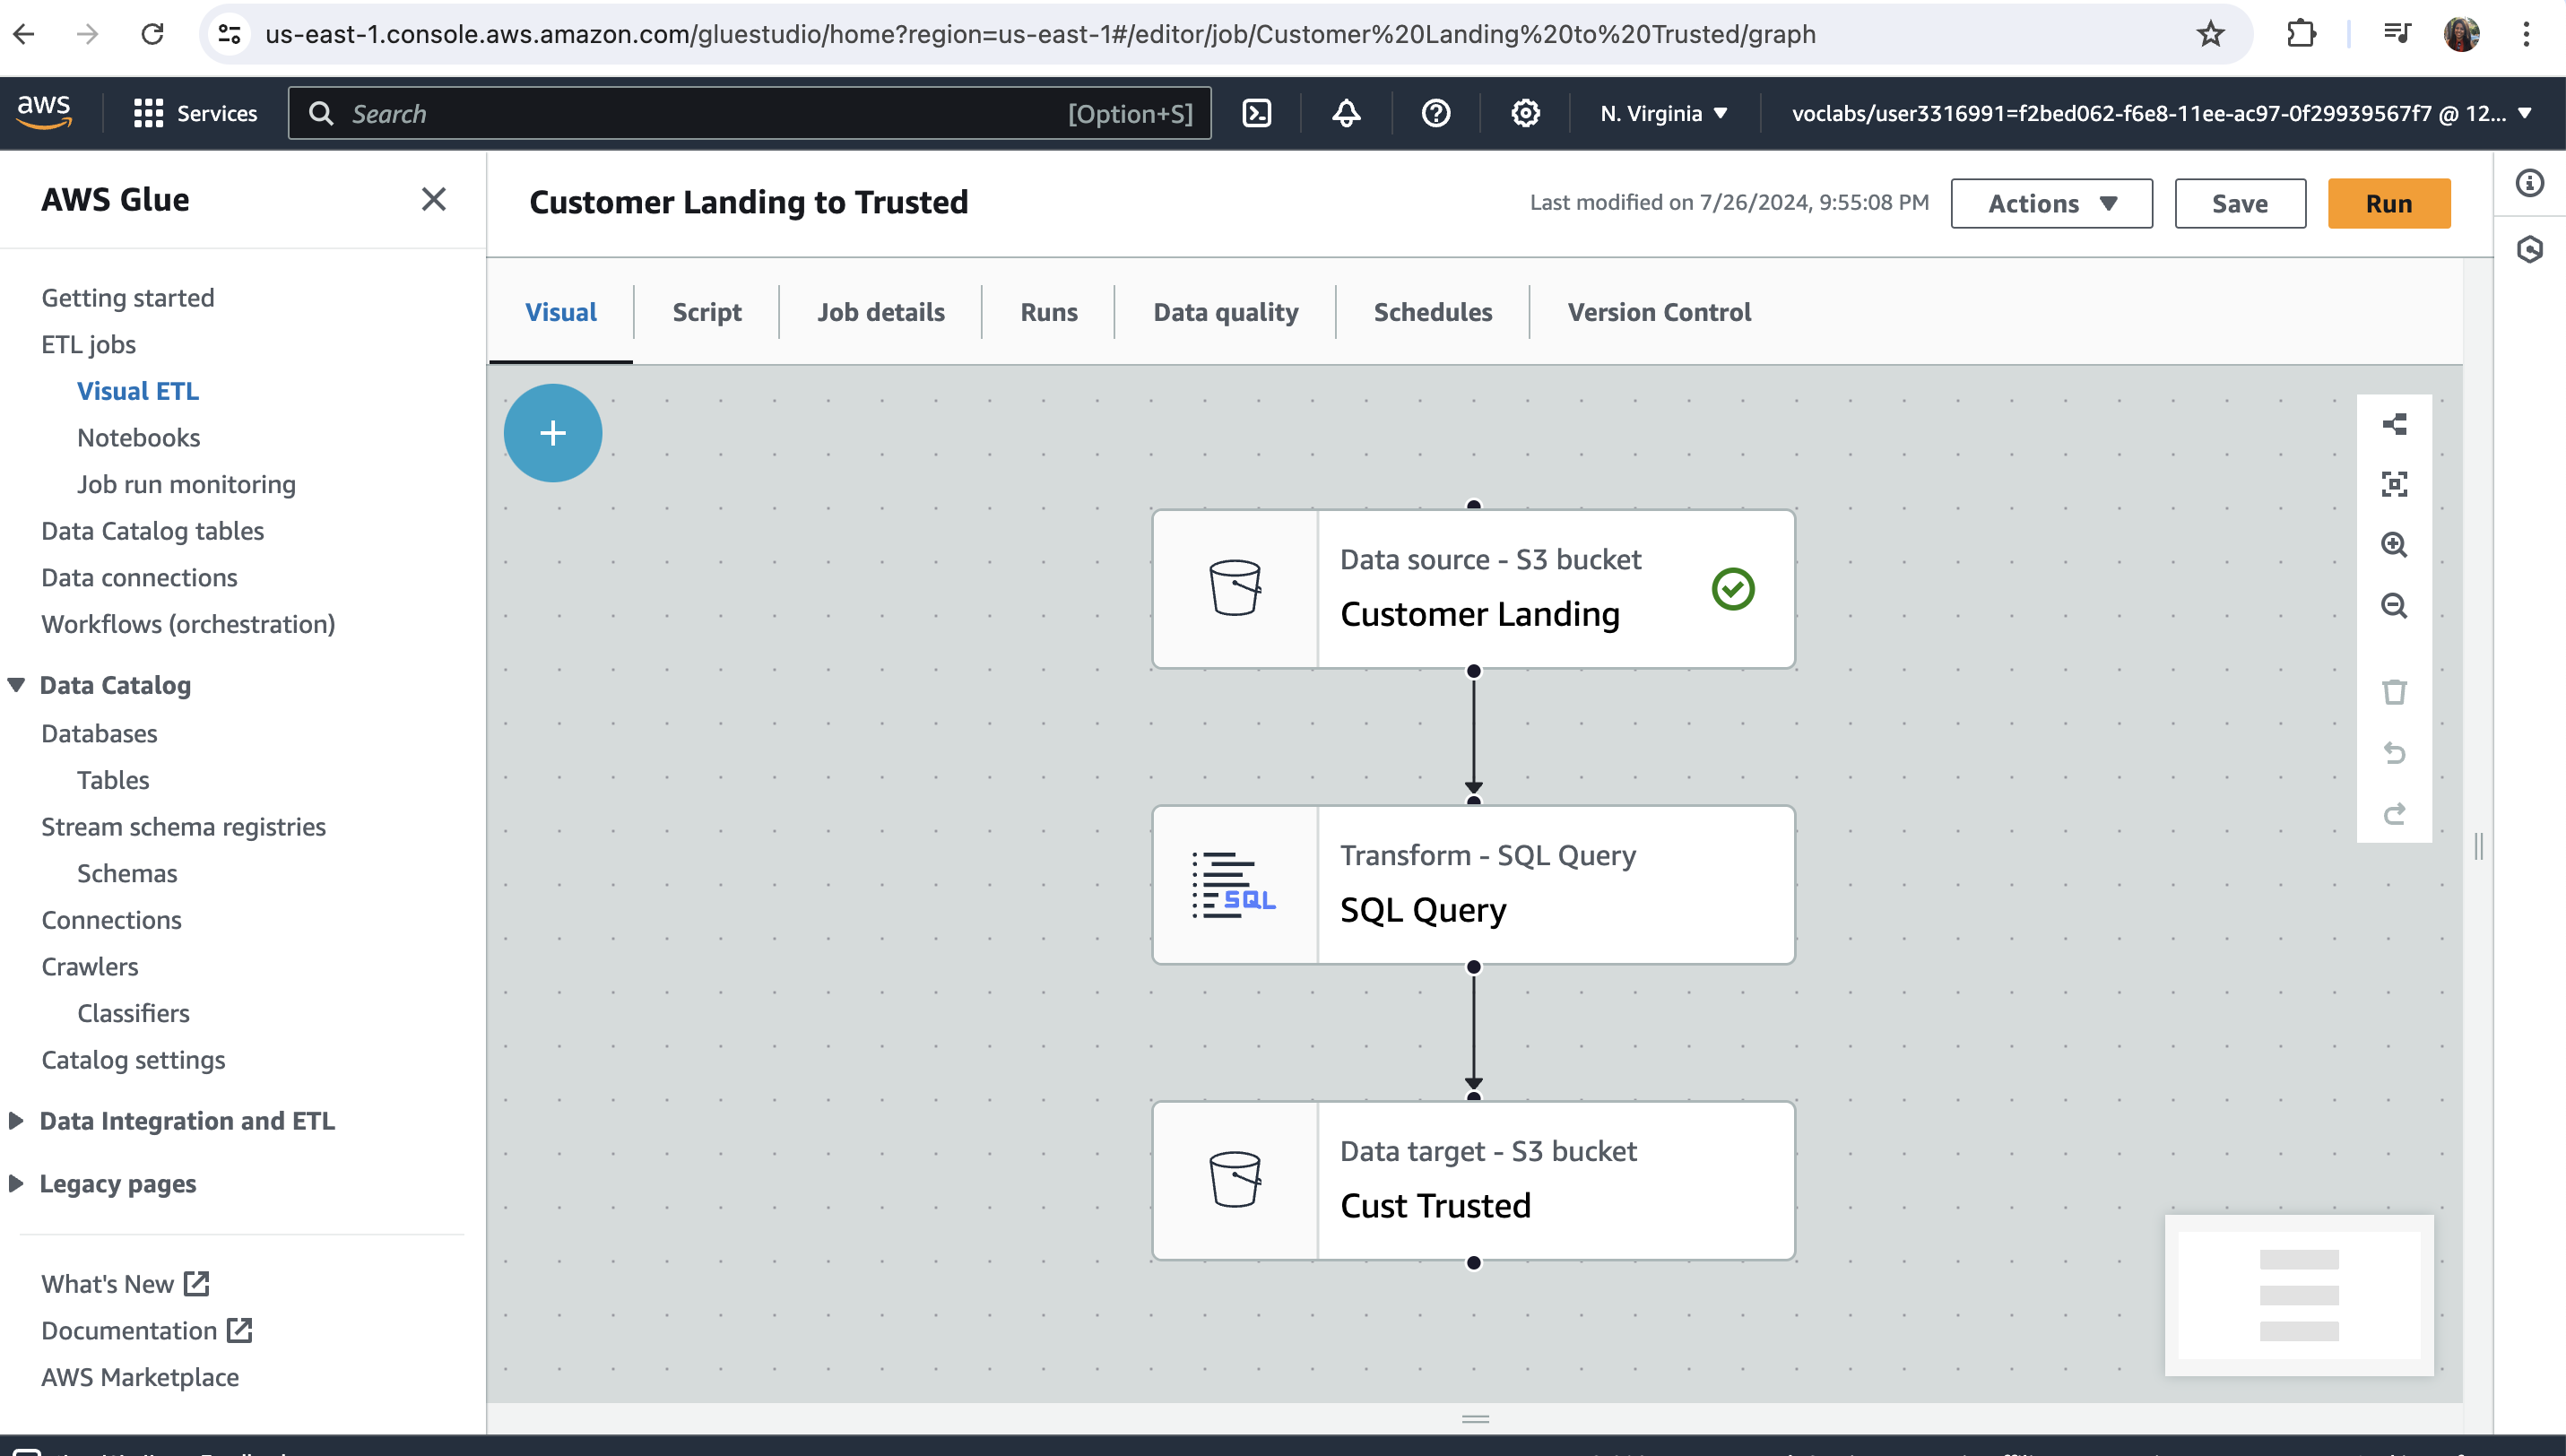 us-east-1.console.aws.amazon.com/gluestudio/home?region=us-east-1#/editor/job/Customer%20Landing%20to%20Trusted/graph
aws
Services
Search
[Option+S]
N. Virginia
voclabs/user3316991=f2bed062-f6e8-11ee-ac97-0f29939567f7 @ 12...
AWS Glue
Getting started
ETL jobs
Visual ETL
Notebooks
Job run monitoring
Data Catalog tables
Data connections
Workflows (orchestration)
Data Catalog
Databases
Tables
Stream schema registries
Schemas
Connections
Crawlers
Classifiers
Catalog settings
Data Integration and ETL
Legacy pages
What's New
Documentation
AWS Marketplace
Customer Landing to Trusted
Last modified on 7/26/2024, 9:55:08 PM
Actions
Save
Run
Visual
Script
Job details
Runs
Data quality
Schedules
Version Control
Data source - S3 bucket
Customer Landing
Transform - SQL Query
SQL
SQL Query
Data target - S3 bucket
Cust Trusted